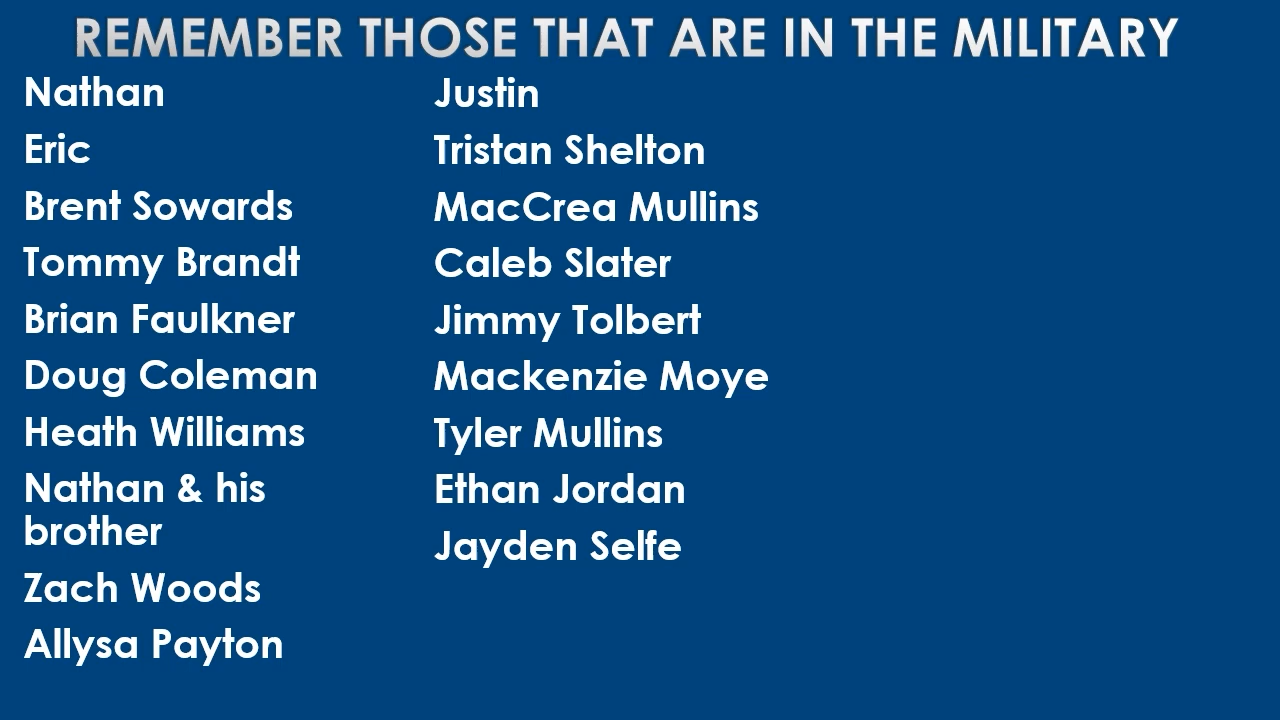 REMEMBER THOSE THAT ARE IN THE MILITARY
Nathan
Eric
Brent Sowards
Tommy Brandt
Brian Faulkner
Doug Coleman
Heath Williams
Nathan & his
brother
Zach Woods
Allysa Payton
Justin
Tristan Shelton
MacCrea Mullins
Caleb Slater
Jimmy Tolbert
Mackenzie Moye
Tyler Mullins
Ethan Jordan
Jayden Selfe